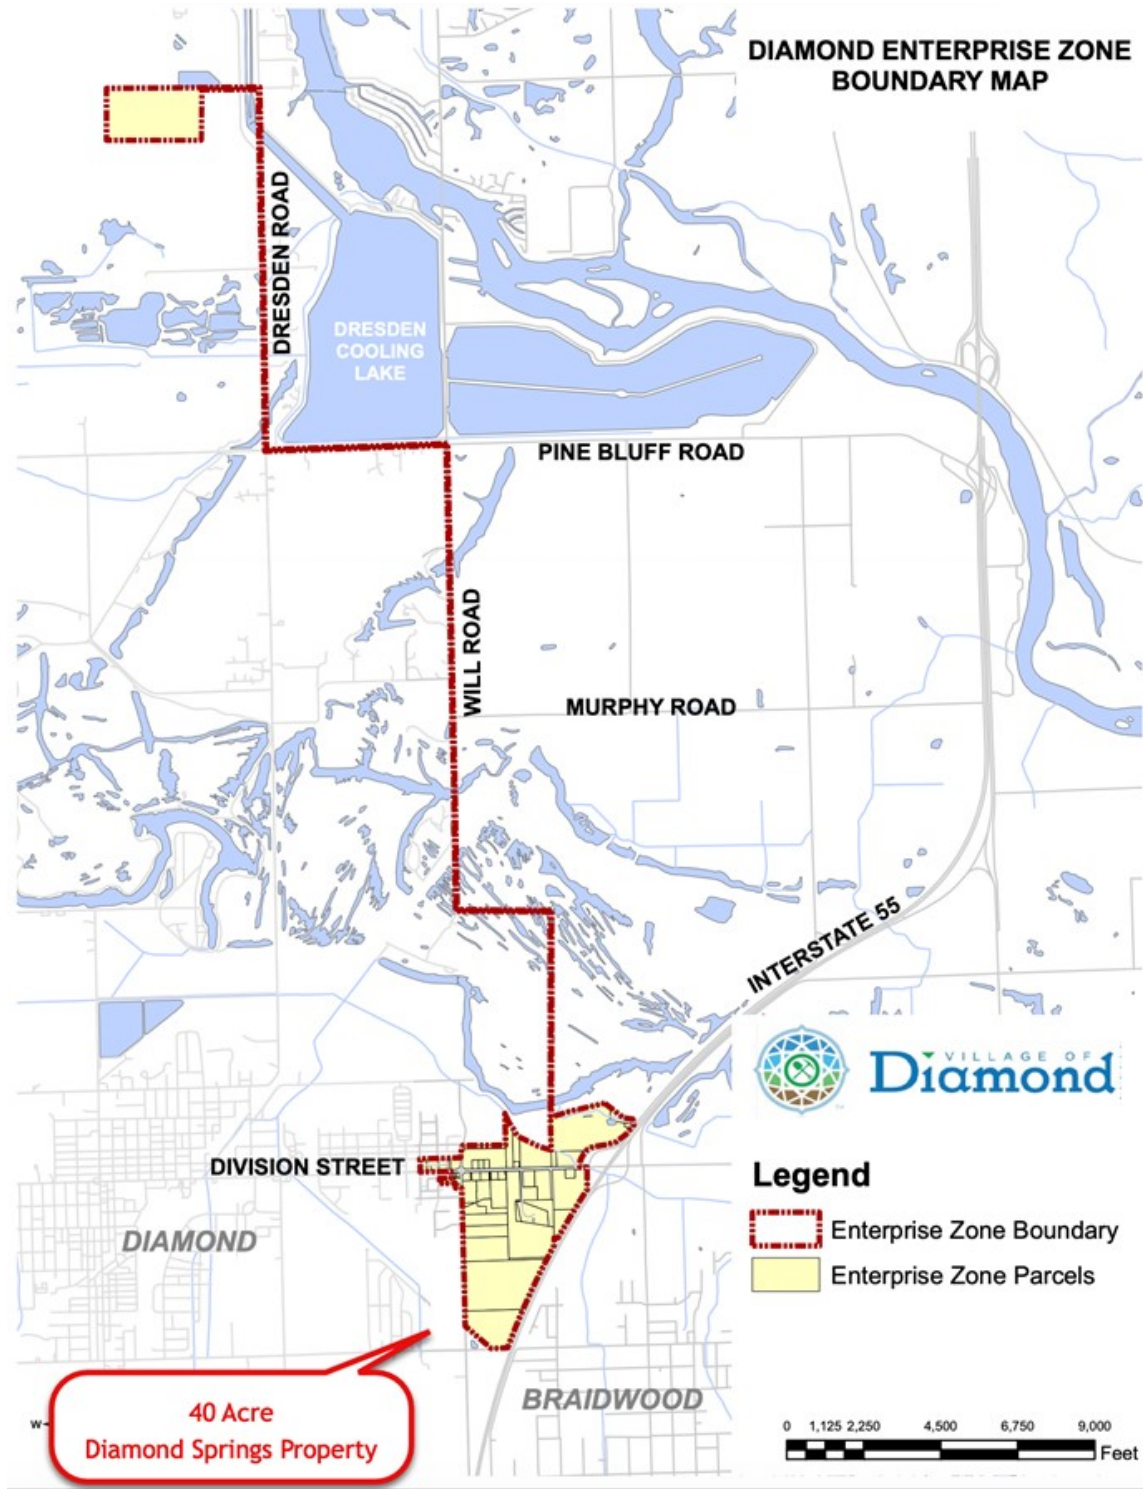 DIAMOND ENTERPRISE ZONE
BOUNDARY MAP
DRESDEN ROAD
DRESDEN
COOLING
LAKE
PINE BLUFF ROAD
WILL ROAD
MURPHY ROAD
INTERSTATE 55
VILLAGE OF
Diamond
DIVISION STREET
Legend
DIAMOND
Enterprise Zone Boundary
Enterprise Zone Parcels
BRAIDWOOD
40 Acre
Diamond Springs Property
W
0 1,125 2,250 4,500 6,750 9,000
Feet